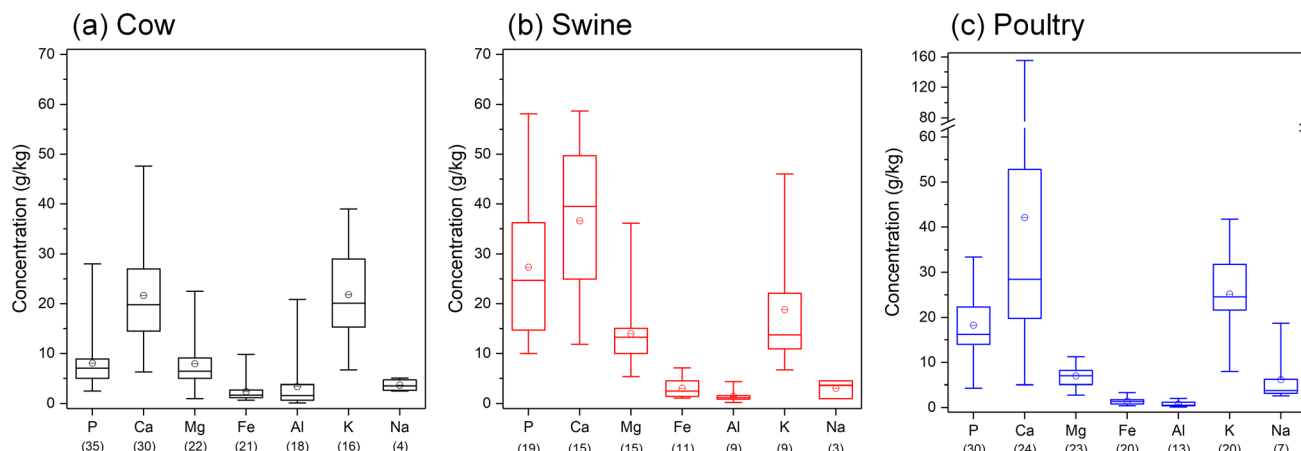 (a) Cow
70
60
50
40
30
20
10
0
Concentration (g/kg)
P Ca Mg Fe Al K Na
(35) (30) (22) (21) (18) (16) (4)
(b) Swine
70
60
50
40
30
20
10
0
Concentration (g/kg)
P Ca Mg Fe Al K Na
(19) (15) (15) (11) (9) (9) (3)
(c) Poultry
160
120
80
60
50
40
30
20
10
0
Concentration (g/kg)
P Ca Mg Fe Al K Na
(30) (24) (23) (20) (13) (20) (7)